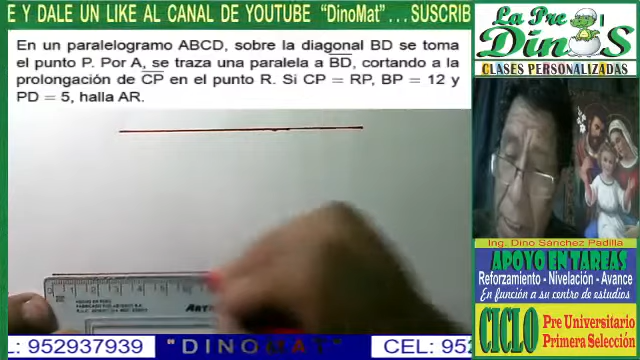 E Y DALE UN LIKE AL CANAL DE YOUTUBE “DinoMat”...SUSCRIB
En un paralelogramo ABCD, sobre la diagonal BD se toma
el punto P. Por A, se traza una paralela a BD, cortando a la
prolongación de CP en el punto R. Si CP = RP, BP = 12 y
PD = 5, halla AR.
La Pre
DinoS
CLASES PERSONALIZADAS
Ing. Dino Sánchez Padilla
APOYO EN TAREAS
Reforzamiento - Nivelación - Avance
En función a su centro de estudios
CICLO Pre Universitario
Primera Selección
: 952937939 "DINOMAT" CEL: 952